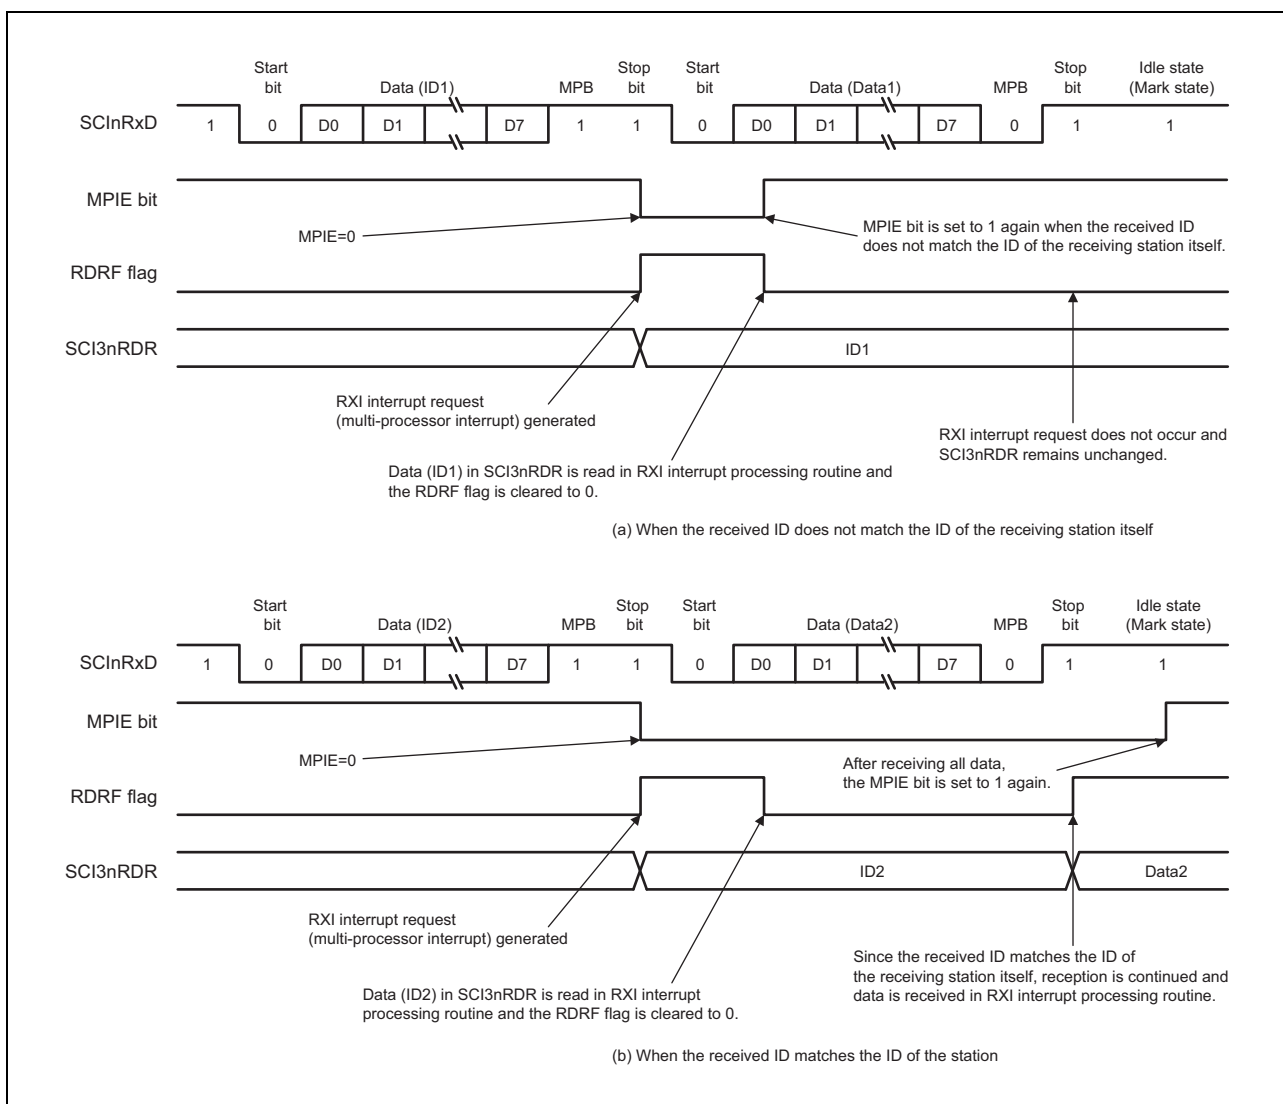 Start bit
Data (ID1)
MPB
Stop bit
Start bit
Data (Data1)
MPB
Stop bit
Idle state (Mark state)
SCInRxD
1 0 D0 D1 D7 1 1 0 D0 D1 D7 0 1 1
MPIE bit
MPIE=0
MPIE bit is set to 1 again when the received ID
does not match the ID of the receiving station itself.
RDRF flag
SCI3nRDR
ID1
RXI interrupt request
(multi-processor interrupt) generated
RXI interrupt request does not occur and
SCI3nRDR remains unchanged.
Data (ID1) in SCI3nRDR is read in RXI interrupt processing routine and
the RDRF flag is cleared to 0.
(a) When the received ID does not match the ID of the receiving station itself
Start bit
Data (ID2)
MPB
Stop bit
Start bit
Data (Data2)
MPB
Stop bit
Idle state (Mark state)
SCInRxD
1 0 D0 D1 D7 1 1 0 D0 D1 D7 0 1 1
MPIE bit
MPIE=0
After receiving all data,
the MPIE bit is set to 1 again.
RDRF flag
SCI3nRDR
ID2
Data2
RXI interrupt request
(multi-processor interrupt) generated
Since the received ID matches the ID of
the receiving station itself, reception is continued and
data is received in RXI interrupt processing routine.
Data (ID2) in SCI3nRDR is read in RXI interrupt
processing routine and the RDRF flag is cleared to 0.
(b) When the received ID matches the ID of the station